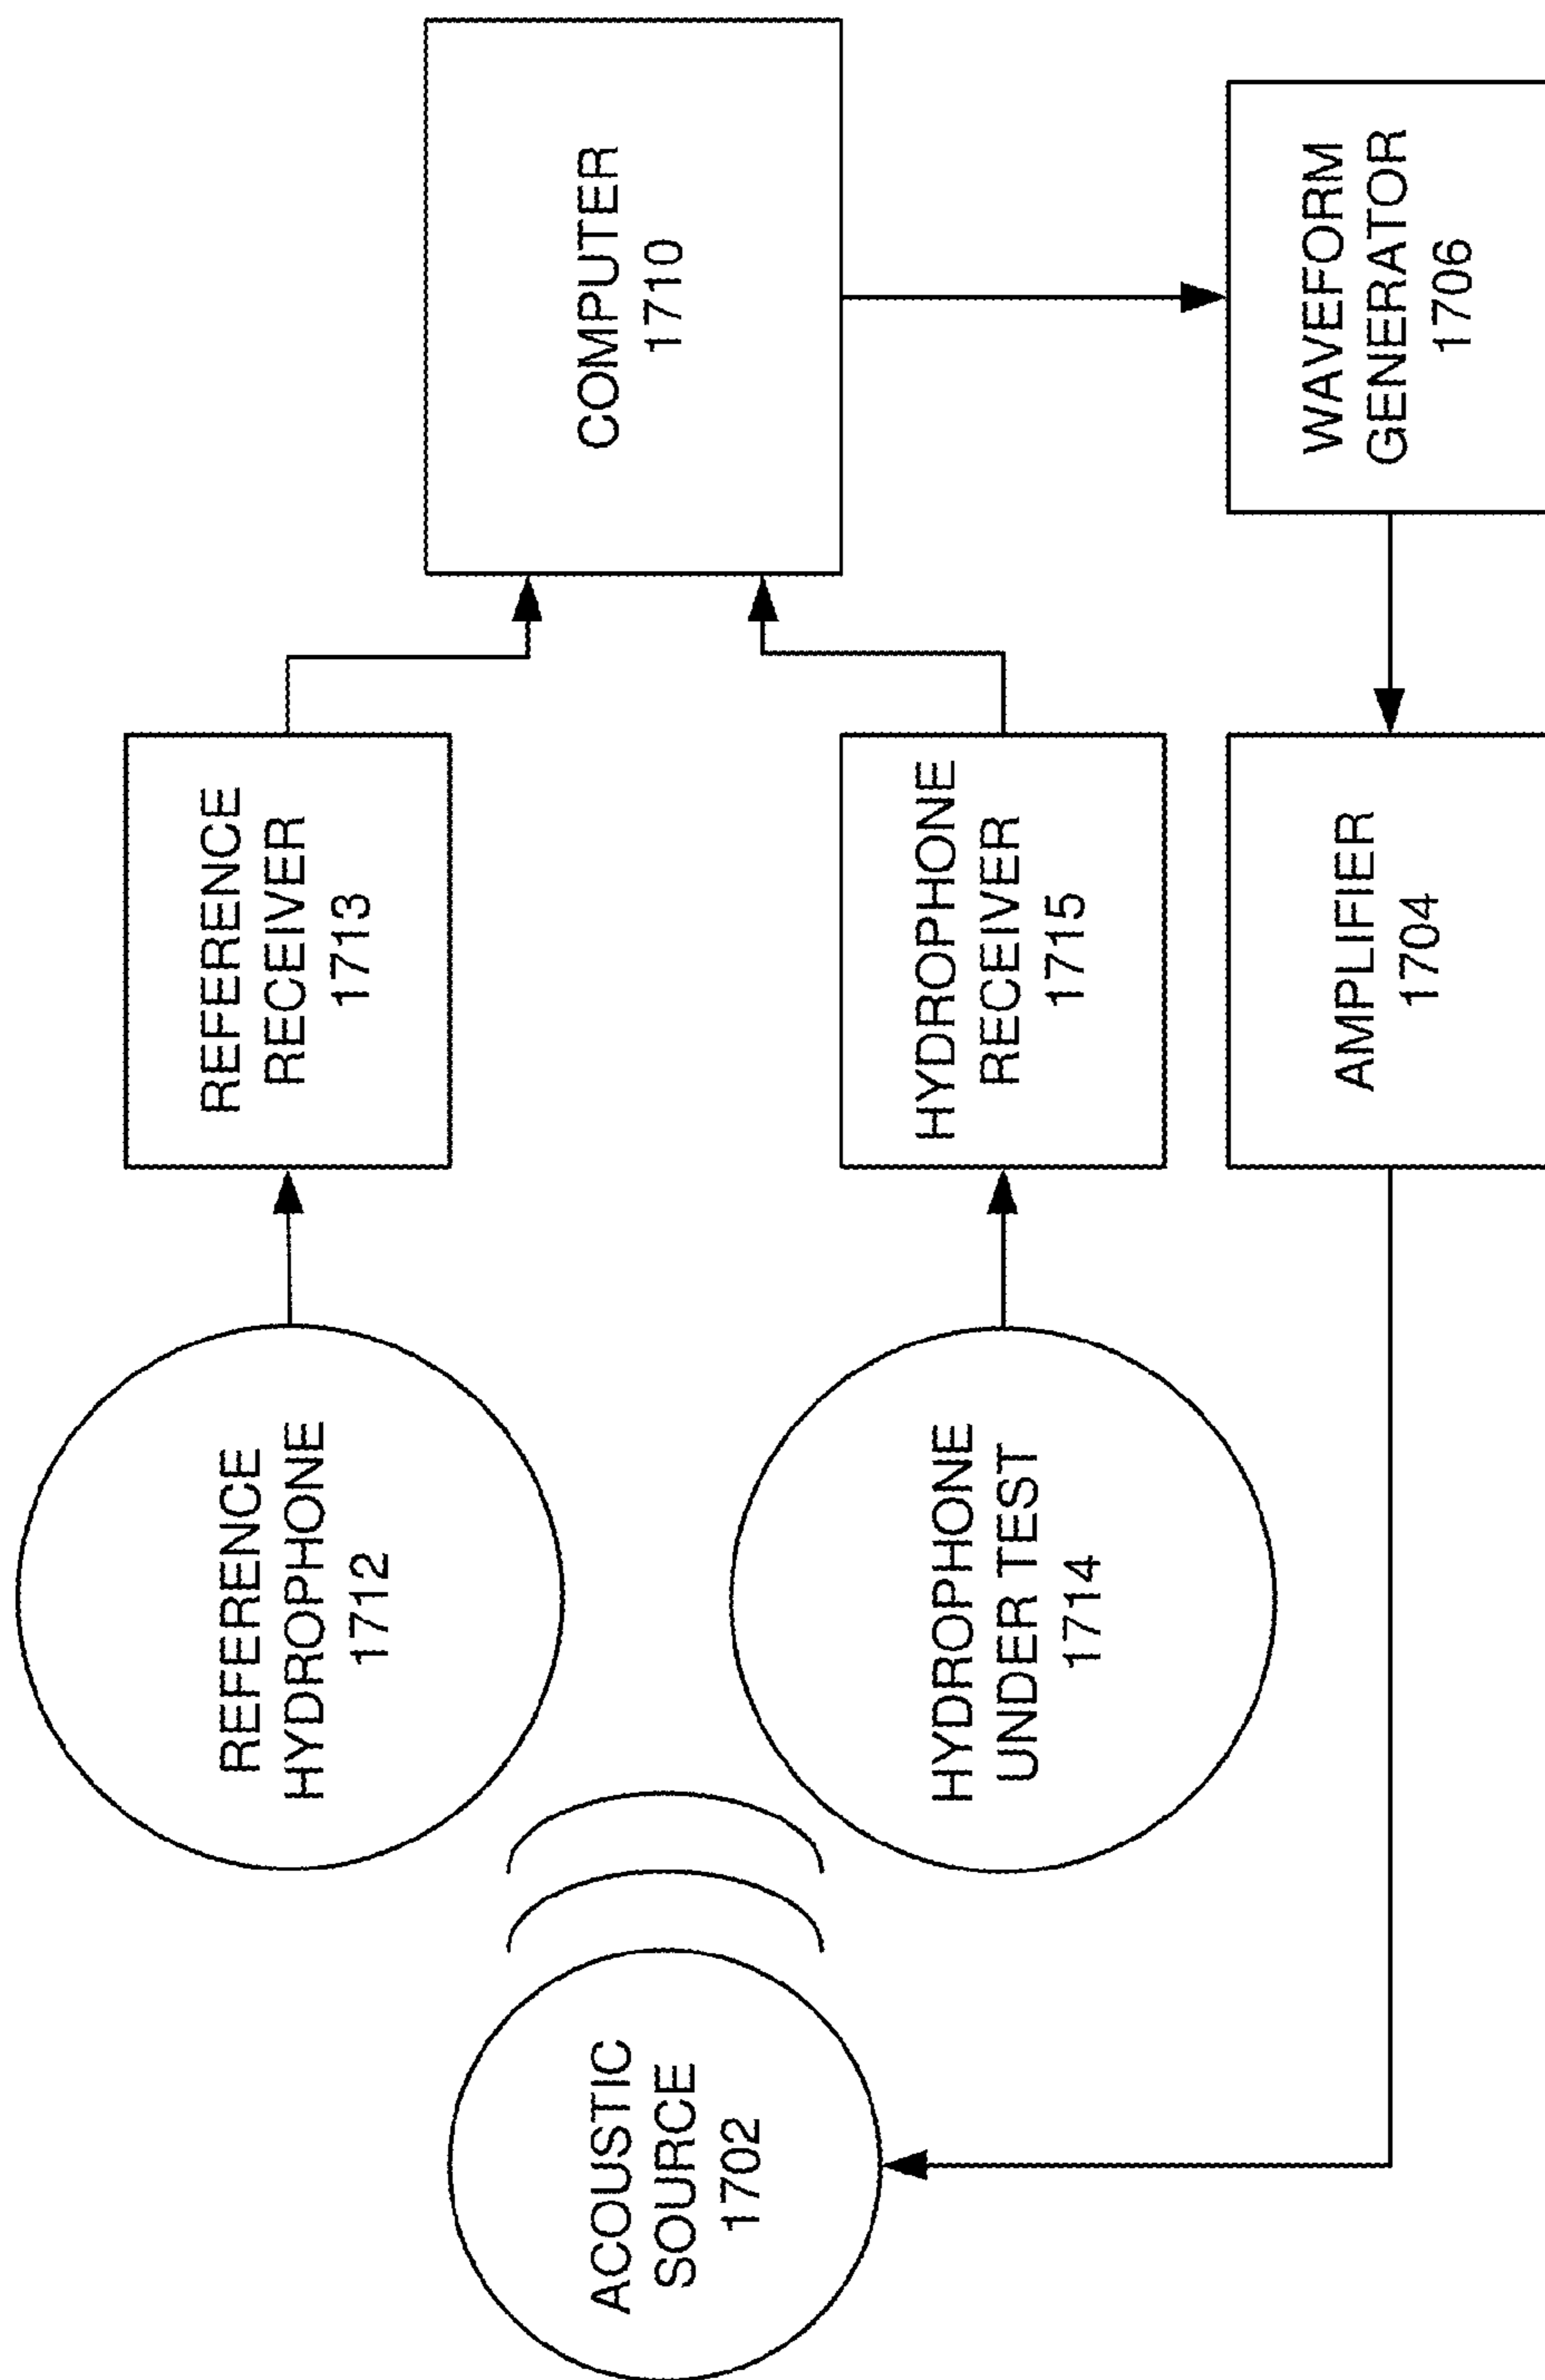 REFERENCE
HYDROPHONE
1712
REFERENCE
RECEIVER
1713
COMPUTER
1710
ACOUSTIC
SOURCE
1702
HYDROPHONE
UNDER TEST
1714
HYDROPHONE
RECEIVER
1715
AMPLIFIER
1704
WAVEFORM
GENERATOR
1706